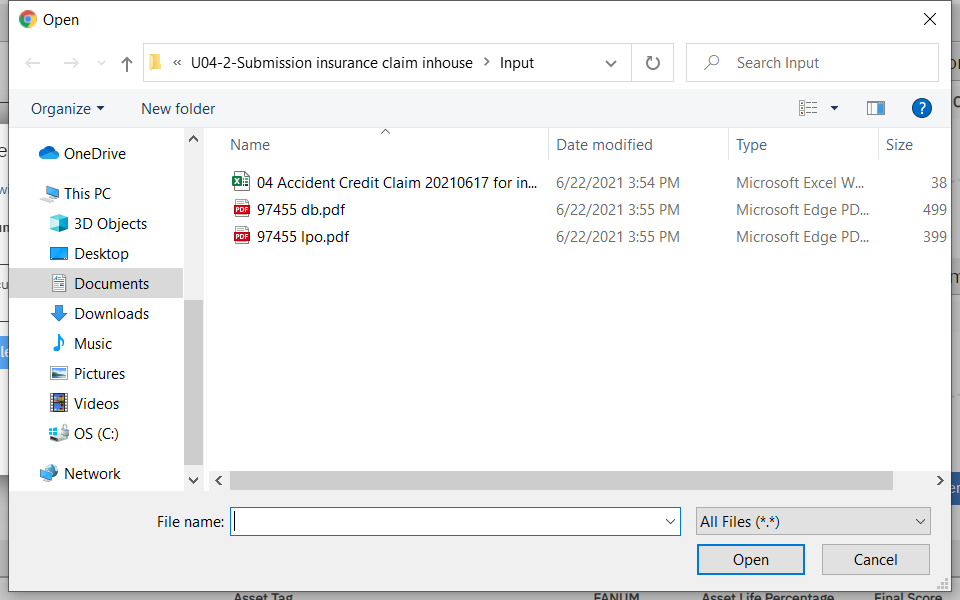 Open
« U04-2-Submission insurance claim inhouse > Input
Search Input
Organize
New folder
?
Name
Date modified
Type
Size
OneDrive
This PC
3D Objects
Desktop
Documents
Downloads
Music
Pictures
Videos
OS (C:)
Network
04 Accident Credit Claim 20210617 for in... 6/22/2021 3:54 PM Microsoft Excel W... 38
PDF 97455 db.pdf 6/22/2021 3:55 PM Microsoft Edge PD... 499
PDF 97455 lpo.pdf 6/22/2021 3:55 PM Microsoft Edge PD... 399
File name:
All Files (*.*)
Open
Cancel
Asset Tag FANUM Asset Life Percentage Final Score